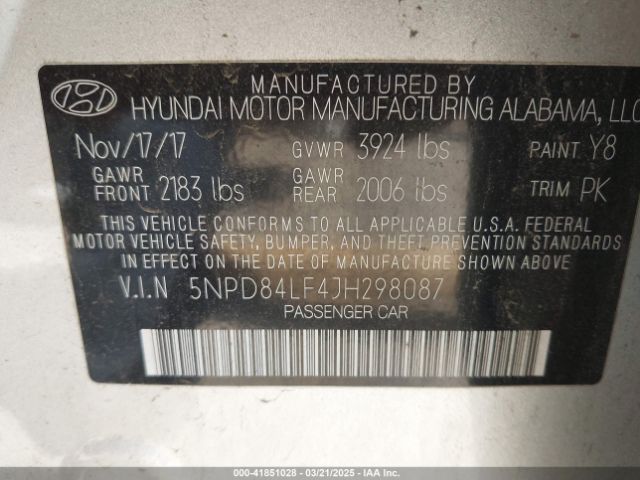 MANUFACTURED BY
HYUNDAI MOTOR MANUFACTURING ALABAMA, LLC
Nov/17/17 GVWR 3924 lbs PAINT Y8
GAWR FRONT 2183 lbs GAWR REAR 2006 lbs TRIM PK
THIS VEHICLE CONFORMS TO ALL APPLICABLE U.S.A. FEDERAL
MOTOR VEHICLE SAFETY, BUMPER, AND THEFT PREVENTION STANDARDS
IN EFFECT ON THE DATE OF MANUFACTURE SHOWN ABOVE.
V.I.N 5NPD84LF4JH298087
PASSENGER CAR
000-41851028 - 03/21/2025 - IAA Inc.